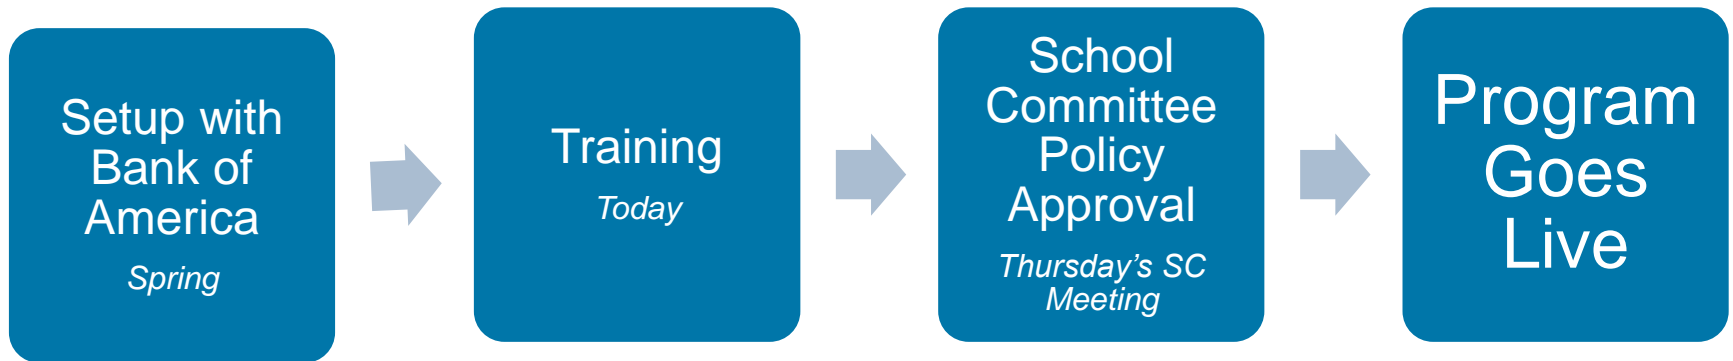 Setup with
Bank of
America
Spring
Training
Today
School
Committee
Policy
Approval
Thursday’s SC
Meeting
Program
Goes
Live